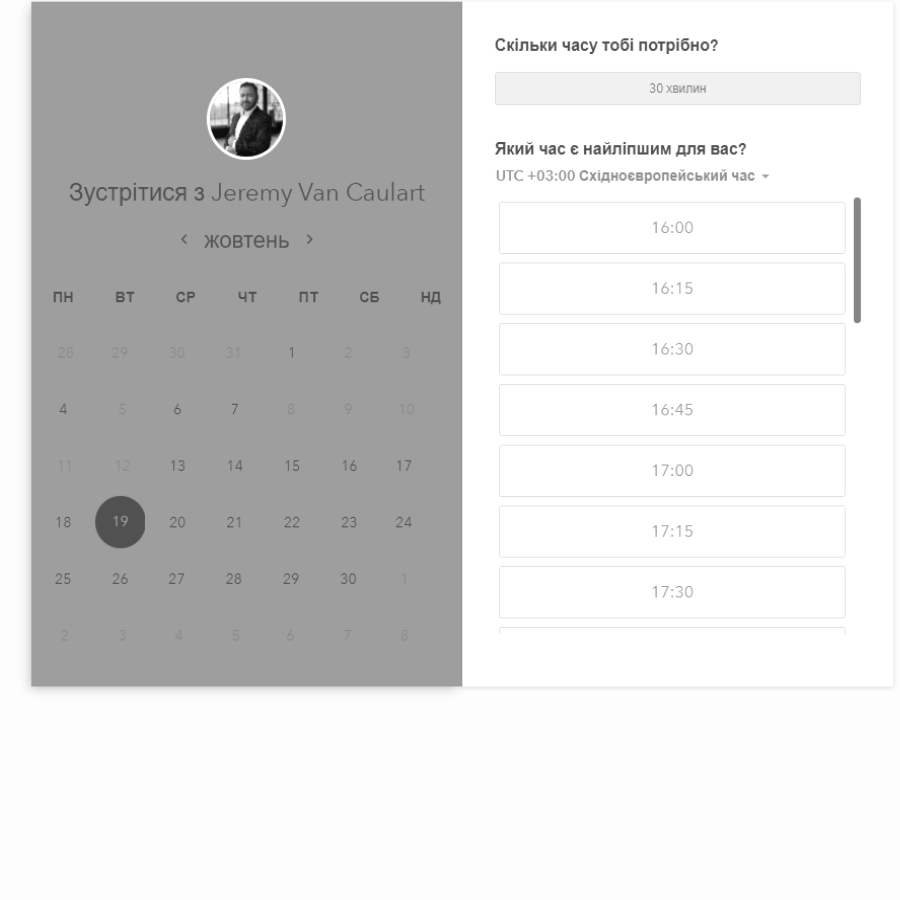 Зустрітися з Jeremy Van Caulart
жовтень
ПН ВТ СР ЧТ ПТ СБ НД
28 29 30 31 1 2 3
4 5 6 7 8 9 10
11 12 13 14 15 16 17
18 19 20 21 22 23 24
25 26 27 28 29 30 1
2 3 4 5 6 7 8
Скільки часу тобі потрібно?
30 хвилин
Який час є найліпшим для вас?
UTC +03:00 Східноєвропейський час
16:00
16:15
16:30
16:45
17:00
17:15
17:30